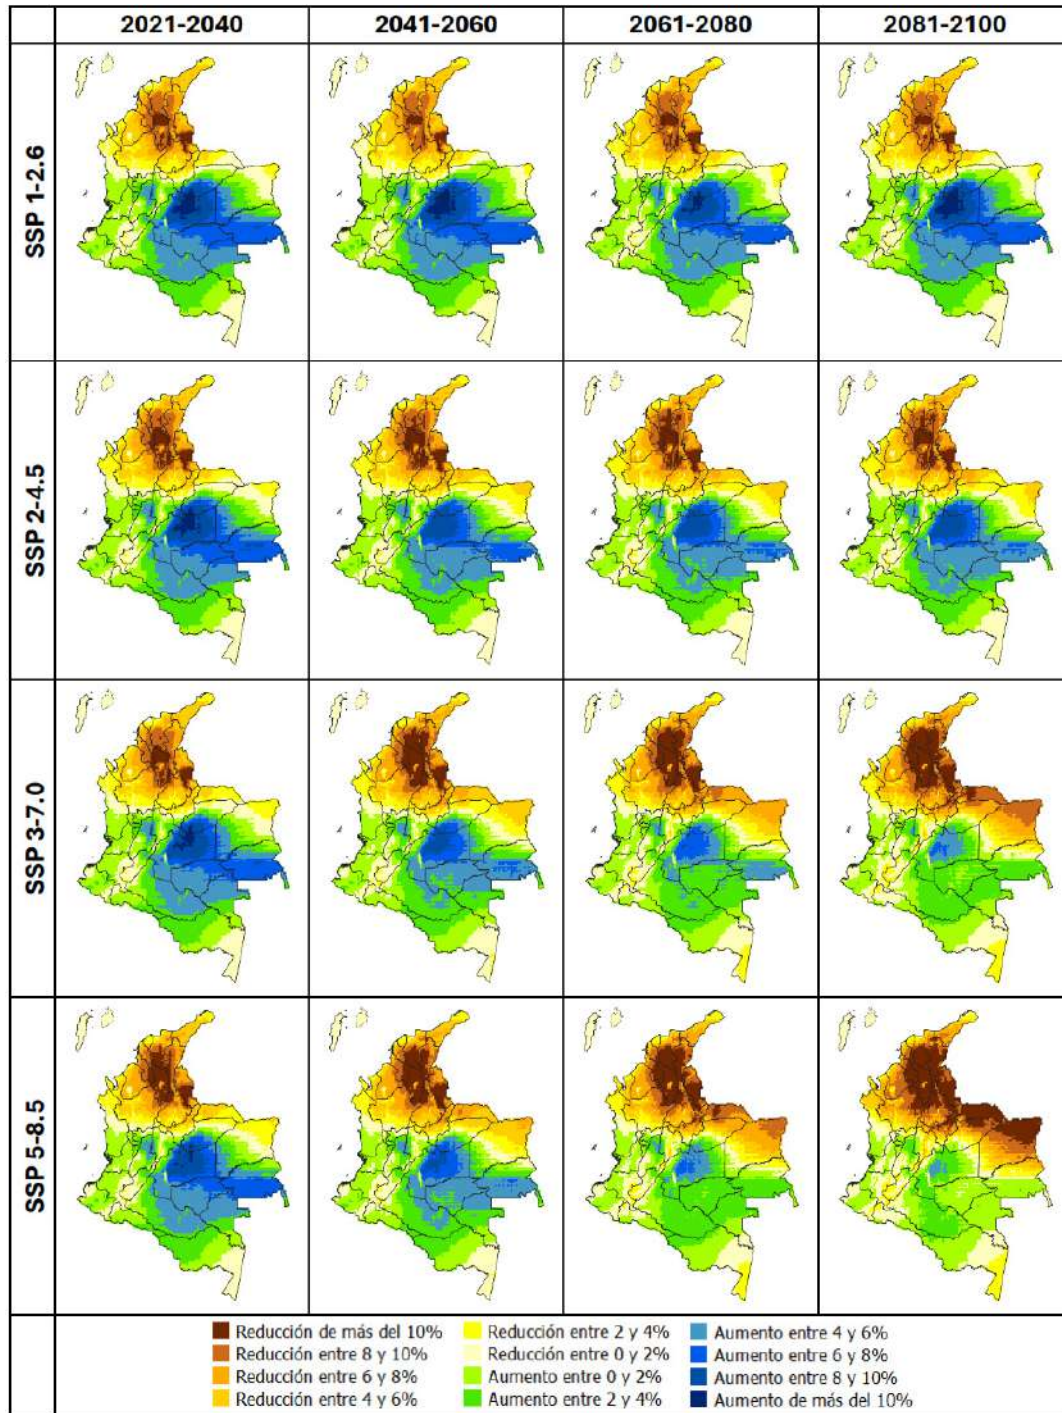 2021-2040 2041-2060 2061-2080 2081-2100
SSP 1-2.6
SSP 2-4.5
SSP 3-7.0
SSP 5-8.5
Reducción de más del 10% Reducción entre 2 y 4% Aumento entre 4 y 6%
Reducción entre 8 y 10% Reducción entre 0 y 2% Aumento entre 6 y 8%
Reducción entre 6 y 8% Aumento entre 0 y 2% Aumento entre 8 y 10%
Reducción entre 4 y 6% Aumento entre 2 y 4% Aumento de más del 10%